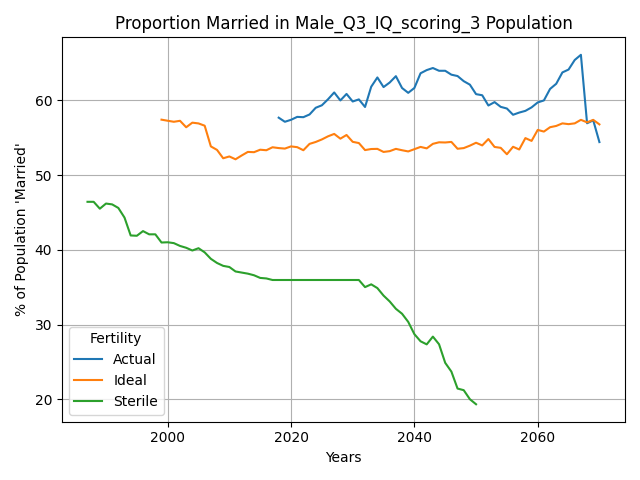 Proportion Married in Male_Q3_IQ_scoring_3 Population
% of Population 'Married'
60
50
40
30
20
Fertility
Actual
Ideal
Sterile
2000 2020 2040 2060
Years